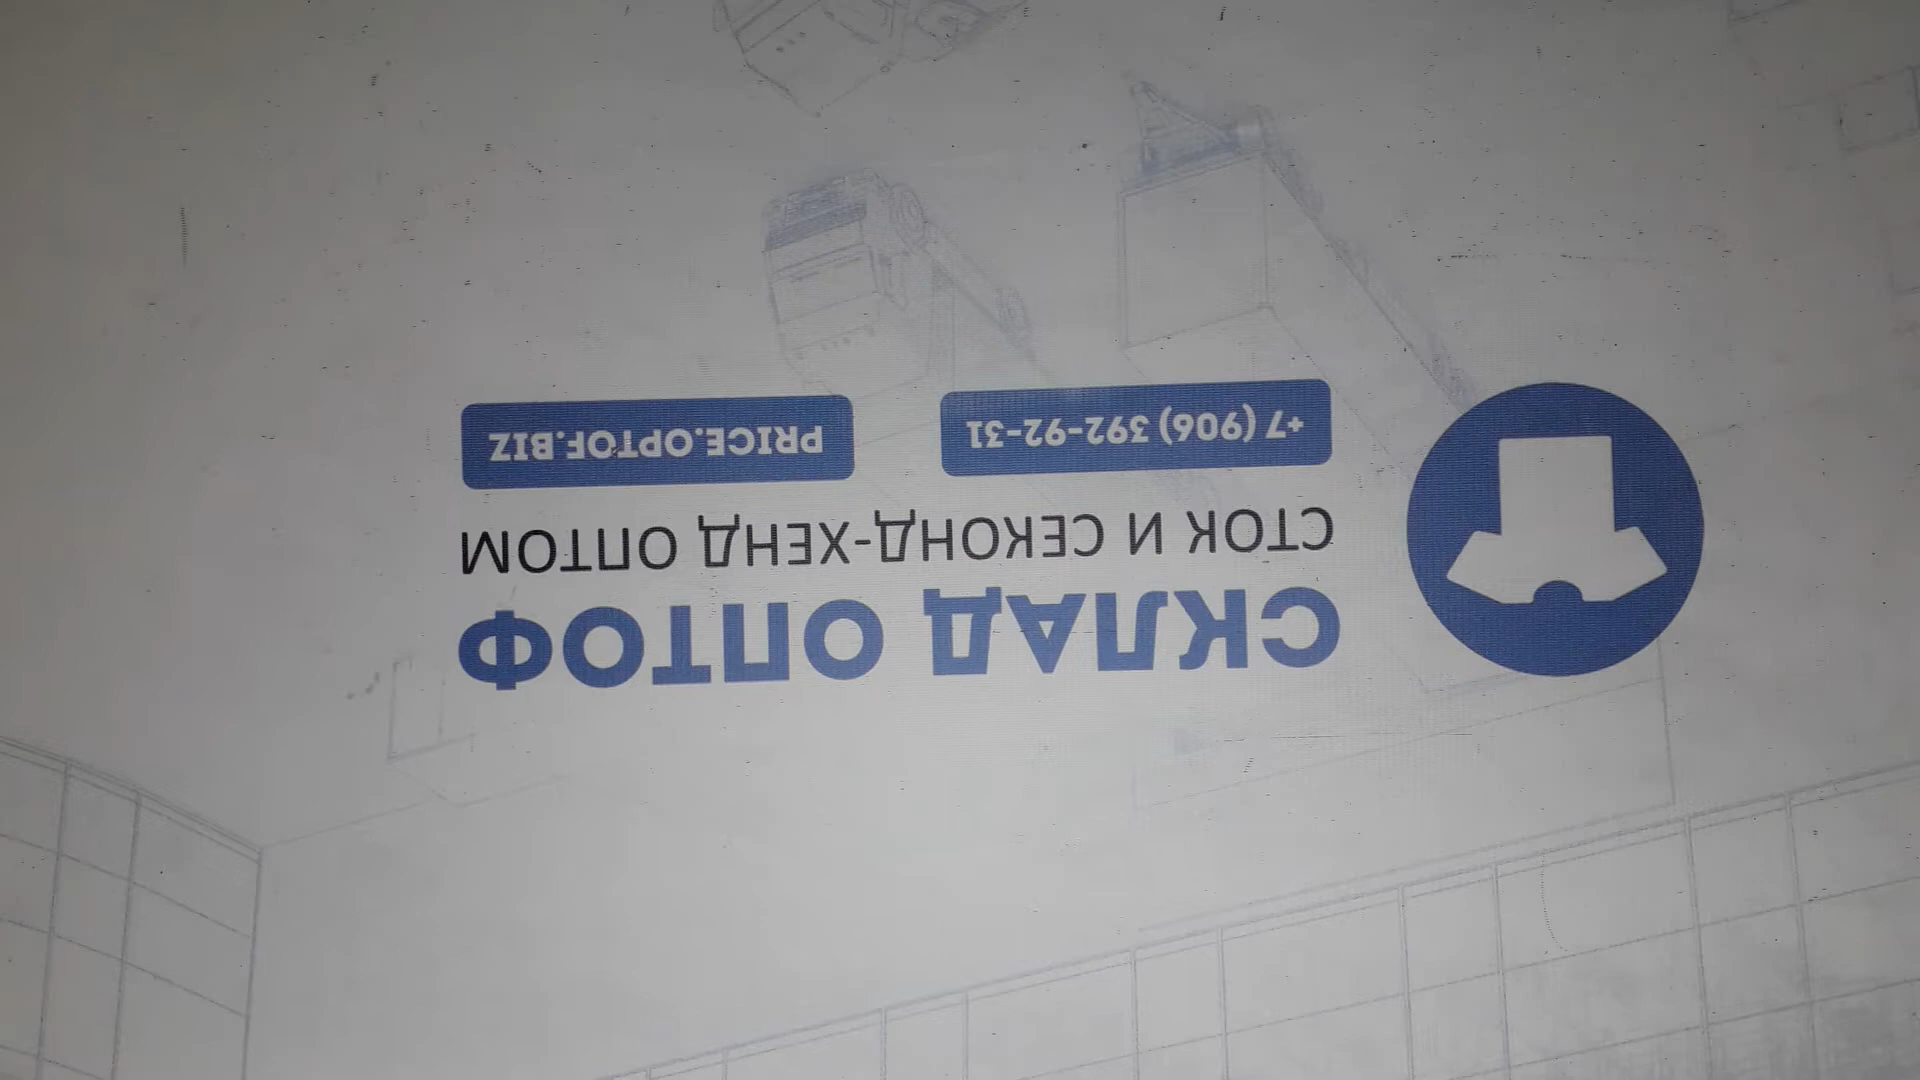 СКЛАД ОПТОФ
СТОК И СЕКОНД-ХЕНД ОПТОМ
+7 (906) 392-92-31
PRICE.OPTOF.BIZ